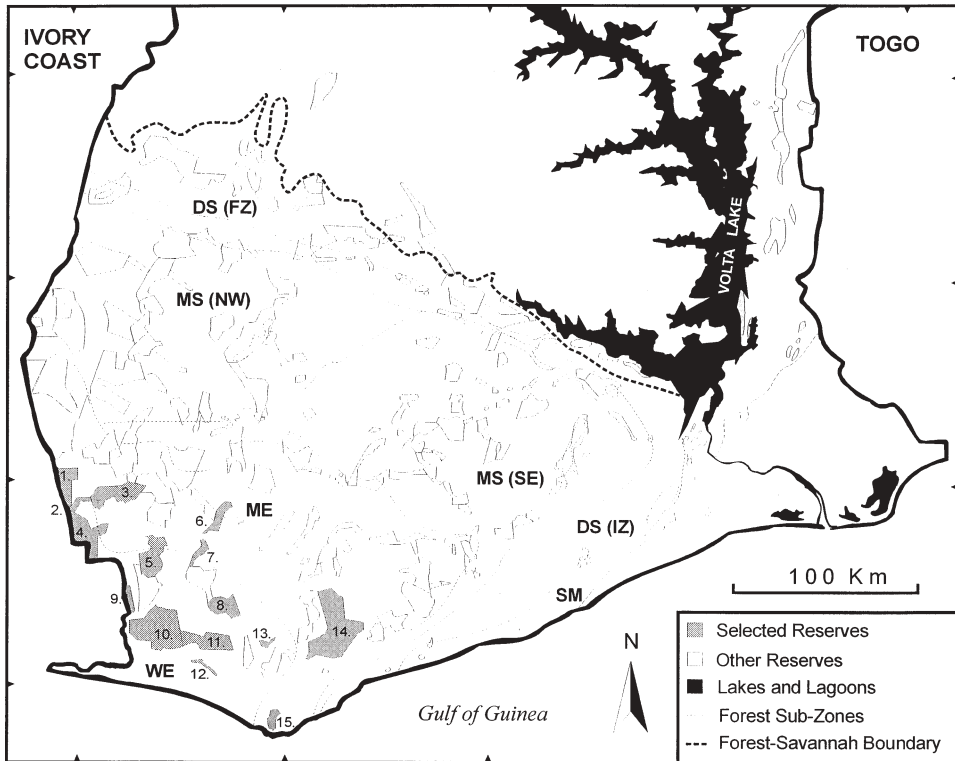 IVORY
COAST
TOGO
DS (FZ)
VOLTA LAKE
MS (NW)
1.
3.
MS (SE)
2.
6.
ME
4.
DS (IZ)
7.
5.
100 Km
9.
8.
SM
10.
11.
13.
14.
N
WE
12.
15.
Gulf of Guinea
Selected Reserves
Other Reserves
Lakes and Lagoons
Forest Sub-Zones
Forest-Savannah Boundary